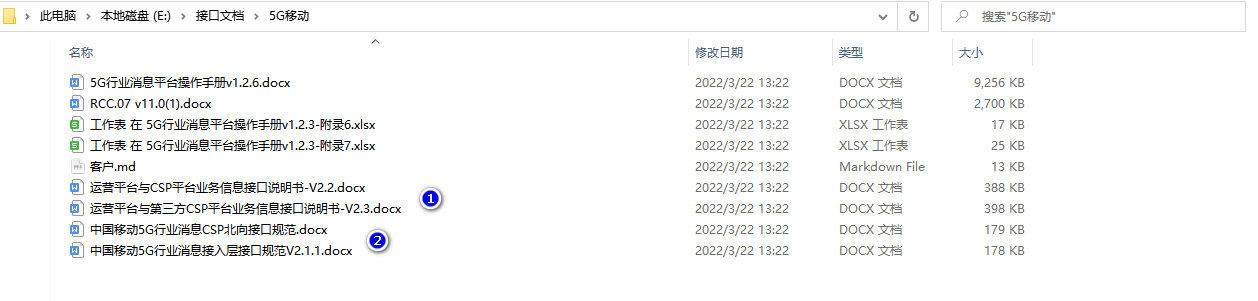 此电脑 > 本地磁盘 (E:) > 接口文档 > 5G移动 搜索"5G移动"
名称 修改日期 类型 大小
5G行业消息平台操作手册v1.2.6.docx 2022/3/22 13:22 DOCX 文档 9,256 KB
RCC.07 v11.0(1).docx 2022/3/22 13:22 DOCX 文档 2,700 KB
工作表 在 5G行业消息平台操作手册v1.2.3-附录6.xlsx 2022/3/22 13:22 XLSX 工作表 17 KB
工作表 在 5G行业消息平台操作手册v1.2.3-附录7.xlsx 2022/3/22 13:22 XLSX 工作表 25 KB
客户.md 2022/3/22 13:22 Markdown File 13 KB
运营平台与CSP平台业务信息接口说明书-V2.2.docx 2022/3/22 13:22 DOCX 文档 388 KB
1
运营平台与第三方CSP平台业务信息接口说明书-V2.3.docx 2022/3/22 13:22 DOCX 文档 398 KB
中国移动5G行业消息CSP北向接口规范.docx 2022/3/22 13:22 DOCX 文档 179 KB
2
中国移动5G行业消息接入层接口规范V2.1.1.docx 2022/3/22 13:22 DOCX 文档 178 KB